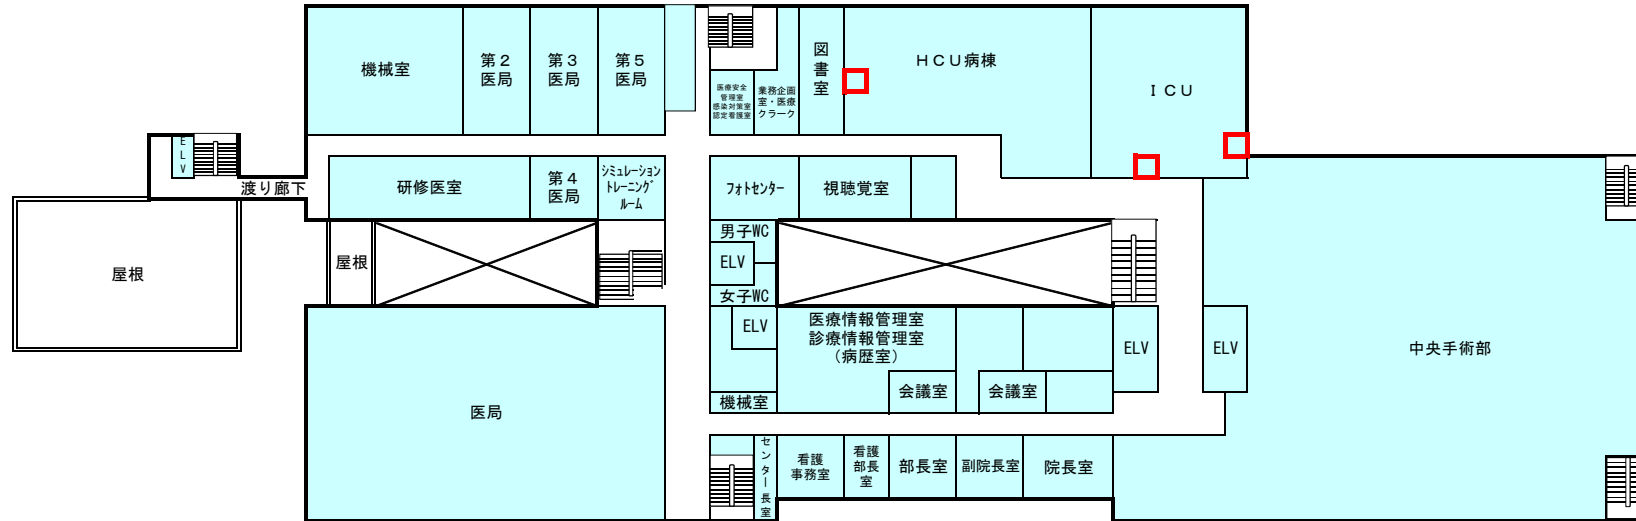 機械室
第２
医局
第３
医局
第５
医局
医療安全
管理室
感染対策室
認定看護室
業務企画
室・医療
クラーク
図
書
室
ＨＣＵ病棟
ＩＣＵ
E
L
V
渡り廊下
研修医室
第４
医局
シミュレーション
トレーニング
ルーム
フォトセンター
視聴覚室
屋根
屋根
男子WC
ELV
女子WC
ELV
医療情報管理室
診療情報管理室
（病歴室）
会議室
会議室
ELV
ELV
中央手術部
医局
機械室
セ
ン
タ
ー
長
室
看護
事務室
看護
部長
室
部長室
副院長室
院長室